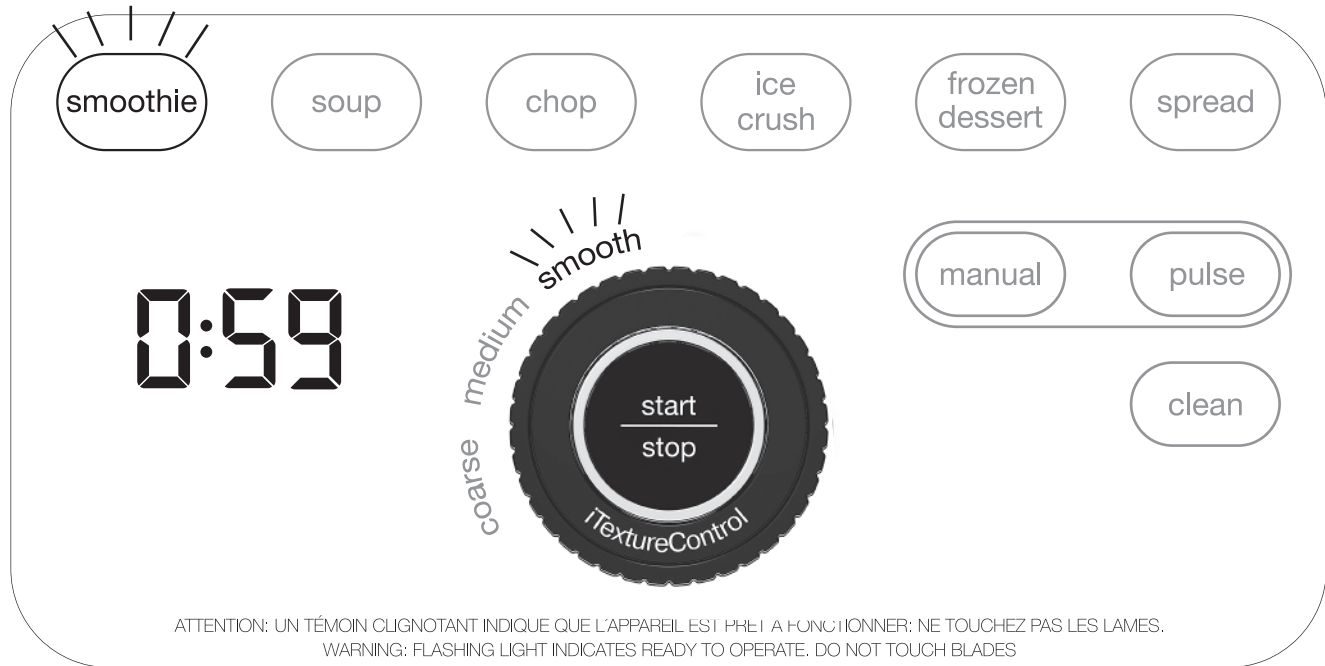 smoothie
soup
chop
ice
crush
frozen
dessert
spread
smooth
medium
coarse
0:59
manual
pulse
clean
start
stop
iTextureControl
ATTENTION: UN TÉMOIN CLIGNOTANT INDIQUE QUE L'APPAREIL EST PRET A FONCTIONNER: NE TOUCHEZ PAS LES LAMES.
WARNING: FLASHING LIGHT INDICATES READY TO OPERATE. DO NOT TOUCH BLADES